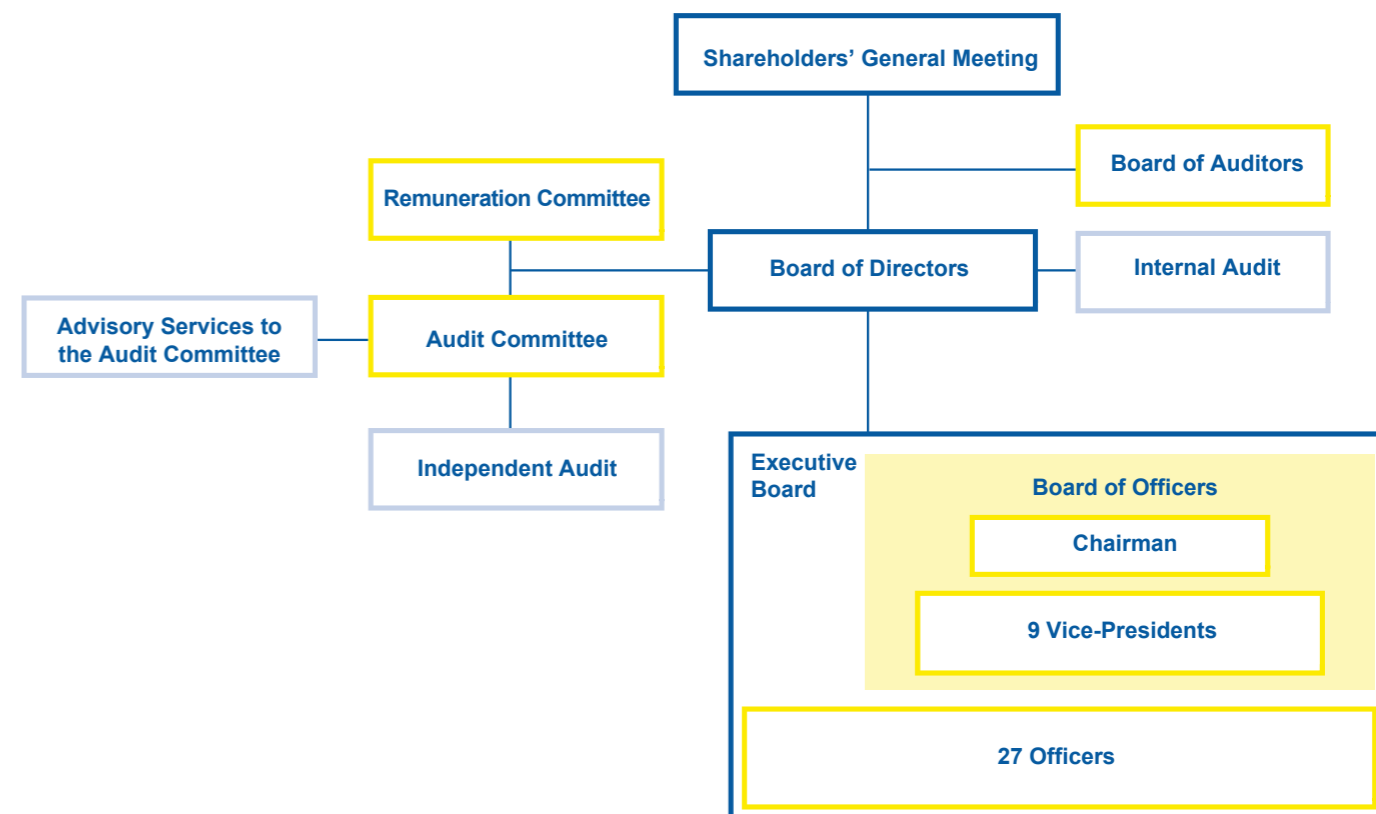 Shareholders’ General Meeting
Board of Auditors
Remuneration Committee
Board of Directors
Internal Audit
Advisory Services to
the Audit Committee
Audit Committee
Independent Audit
Executive
Board
Board of Officers
Chairman
9 Vice-Presidents
27 Officers